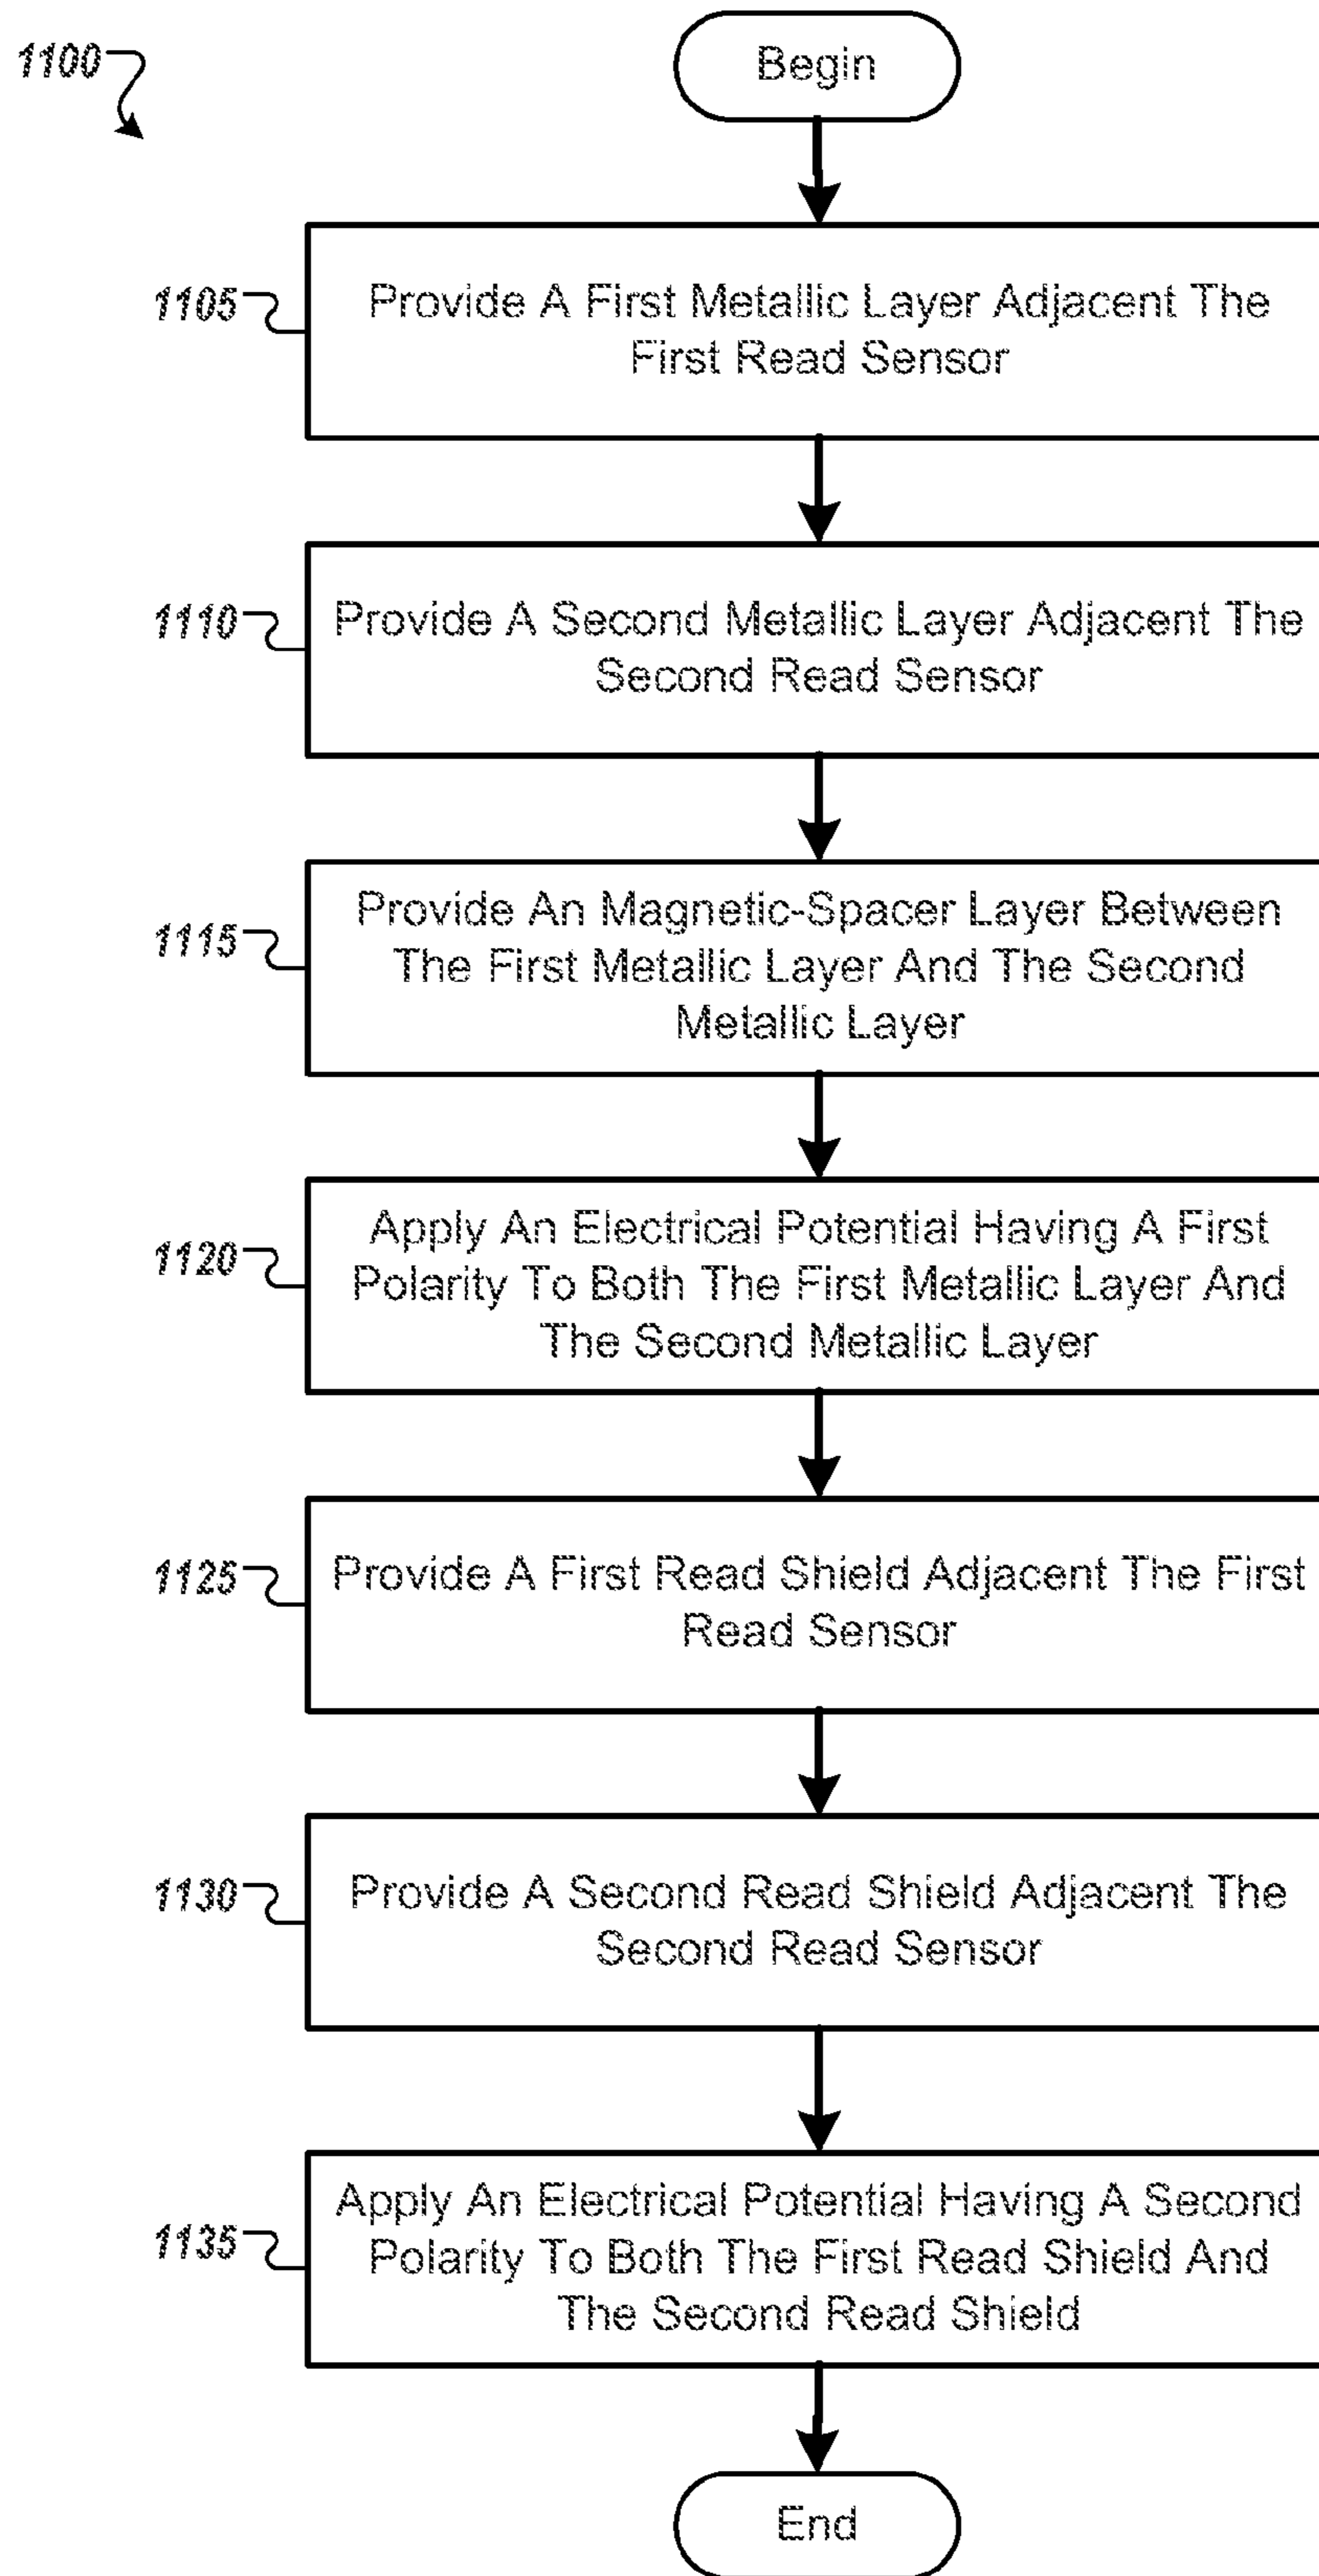 1100
Begin
1105
Provide A First Metallic Layer Adjacent The
First Read Sensor
1110
Provide A Second Metallic Layer Adjacent The
Second Read Sensor
1115
Provide An Magnetic-Spacer Layer Between
The First Metallic Layer And The Second
Metallic Layer
1120
Apply An Electrical Potential Having A First
Polarity To Both The First Metallic Layer And
The Second Metallic Layer
1125
Provide A First Read Shield Adjacent The First
Read Sensor
1130
Provide A Second Read Shield Adjacent The
Second Read Sensor
1135
Apply An Electrical Potential Having A Second
Polarity To Both The First Read Shield And
The Second Read Shield
End